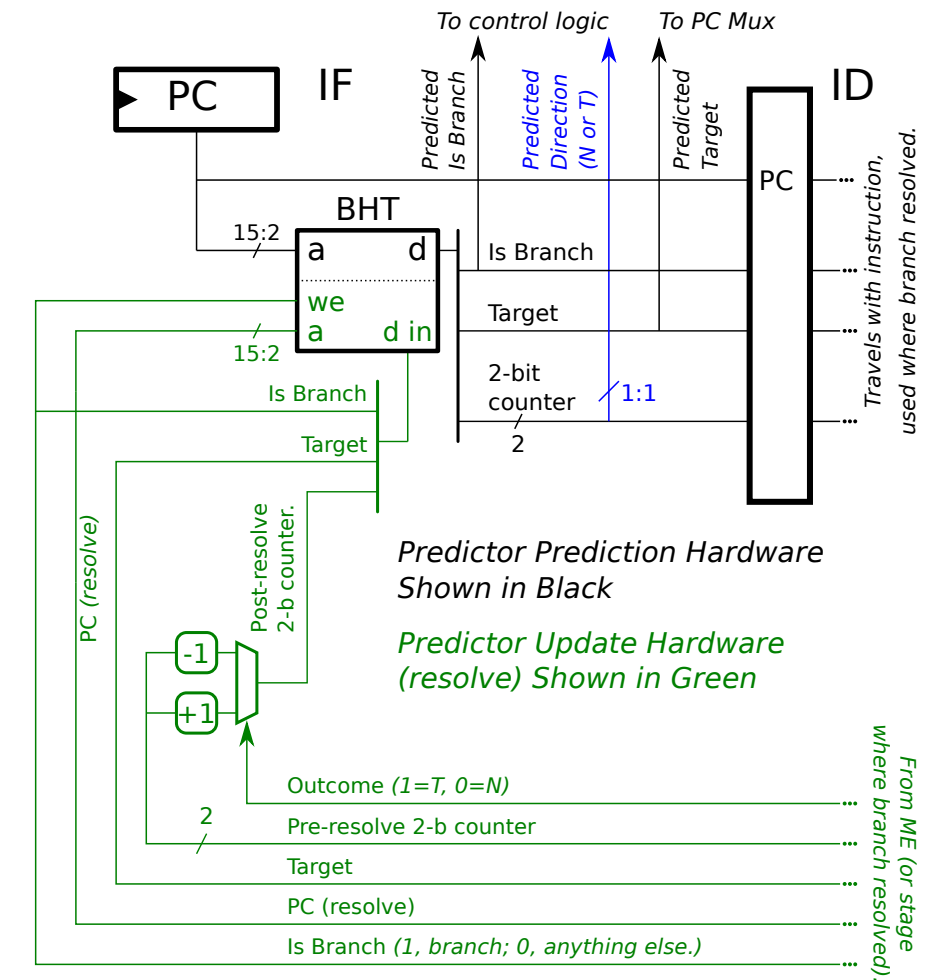 To control logic
To PC Mux
PC
IF
Predicted
Is Branch
Predicted
Direction
(N or T)
Predicted
Target
ID
PC
Travels with instruction,
used where branch resolved.
BHT
15:2
a
d
we
a
d in
15:2
Is Branch
Target
2-bit
counter
2
1:1
Is Branch
Target
PC (resolve)
Post-resolve
2-b counter.
Predictor Prediction Hardware
Shown in Black
Predictor Update Hardware
(resolve) Shown in Green
-1
+1
2
Outcome (1=T, 0=N)
Pre-resolve 2-b counter
Target
PC (resolve)
Is Branch (1, branch; 0, anything else.)
From ME (or stage
where branch resolved).